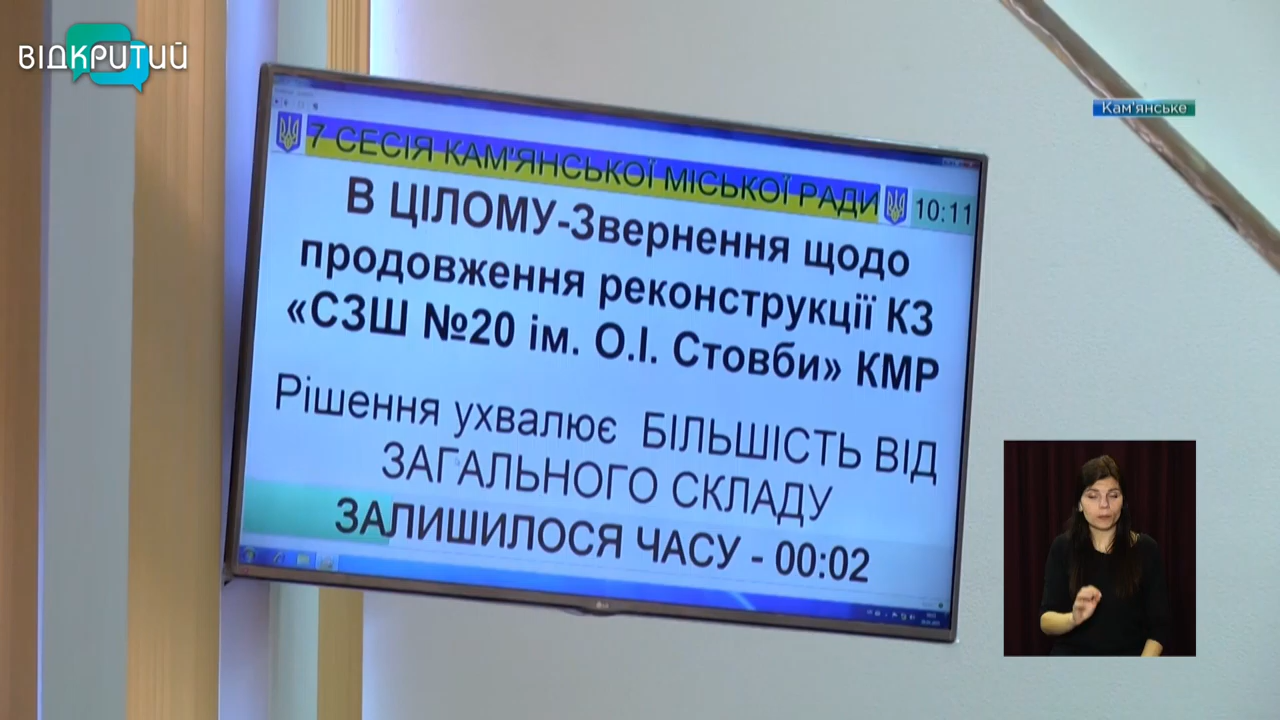 ВІДКРИТИЙ
Кам'янське
7 СЕСІЯ КАМ'ЯНСЬКОЇ МІСЬКОЇ РАДИ 10:11
В ЦІЛОМУ-Звернення щодо
продовження реконструкції КЗ
«СЗШ №20 ім. О.І. Стовби» КМР
Рішення ухвалює БІЛЬШІСТЬ ВІД
ЗАГАЛЬНОГО СКЛАДУ
ЗАЛИШИЛОСЯ ЧАСУ - 00:02
LG